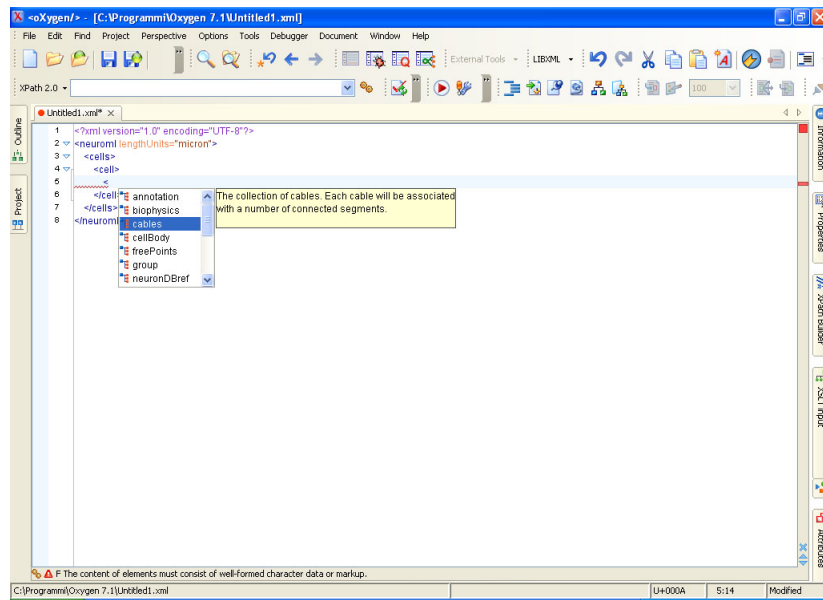 <oXygen/> - [C:\Programmi\Oxygen 7.1\Untitled1.xml]
File Edit Find Project Perspective Options Tools Debugger Document Window Help
External Tools LIBXML
XPath 2.0 100
Untitled1.xml*
Outline
Project
Information
Properties
XPath Builder
XSLT Input
Attributes
1 <?xml version="1.0" encoding="UTF-8"?>
2 <neuroml lengthUnits="micron">
3 <cells>
4 <cell>
5 <
6 </cell
7 </cells>
8 </neuroml
annotation
biophysics
cables
cellBody
freePoints
group
neuronDBref
The collection of cables. Each cable will be associated
with a number of connected segments.
F The content of elements must consist of well-formed character data or markup.
C:\Programmi\Oxygen 7.1\Untitled1.xml U+000A 5:14 Modified